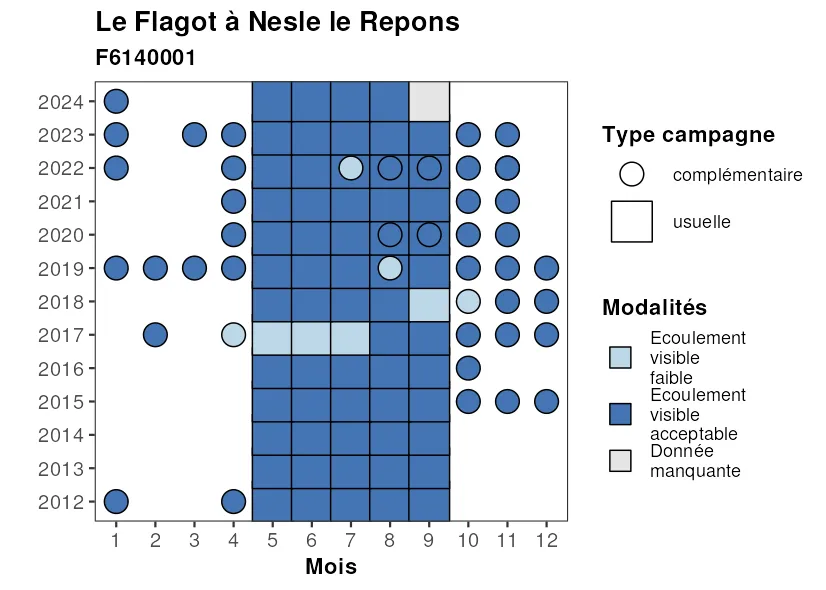 Le Flagot à Nesle le Repons
F6140001
2024
2023
2022
2021
2020
2019
2018
2017
2016
2015
2014
2013
2012
1 2 3 4 5 6 7 8 9 10 11 12
Mois
Type campagne
complémentaire
usuelle
Modalités
Ecoulement
visible
faible
Ecoulement
visible
acceptable
Donnée
manquante